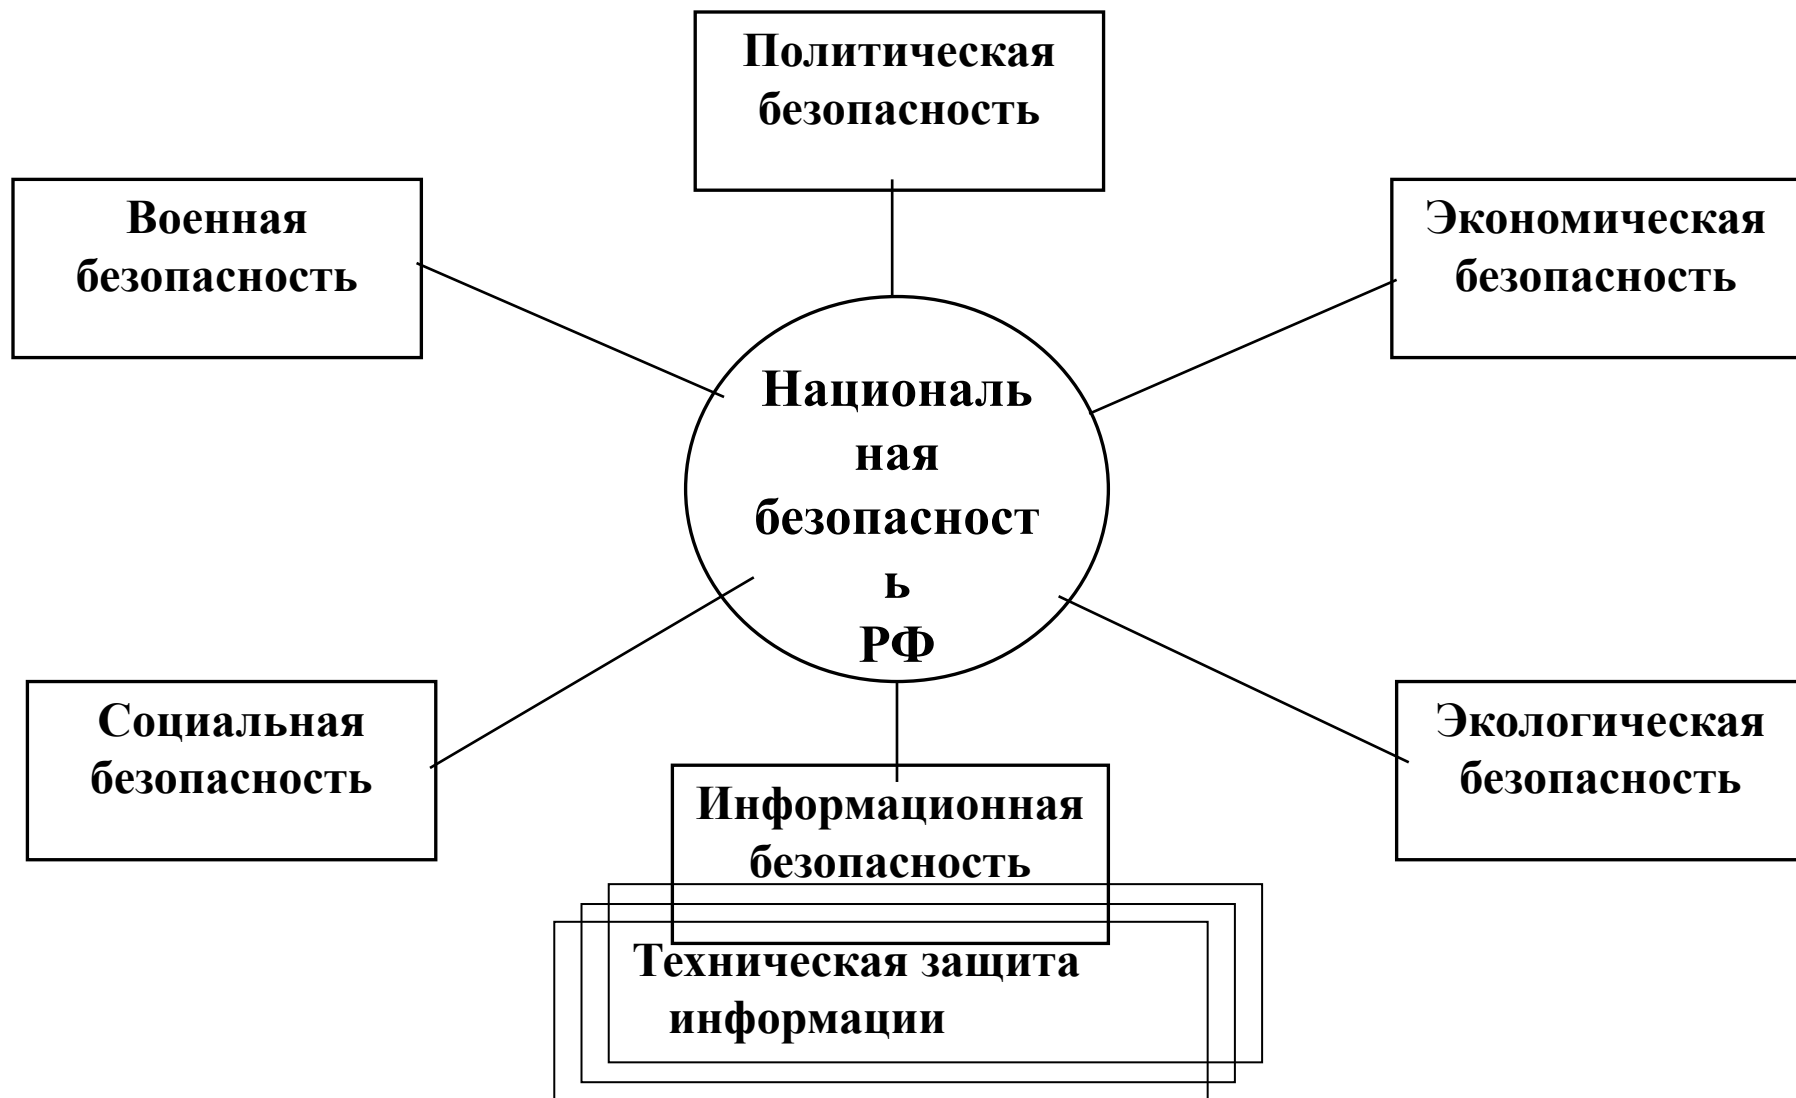 Политическая
безопасность
Военная
безопасность
Экономическая
безопасность
Националь
ная
безопасност
ь
РФ
Социальная
безопасность
Экологическая
безопасность
Информационная
безопасность
Техническая защита
информации